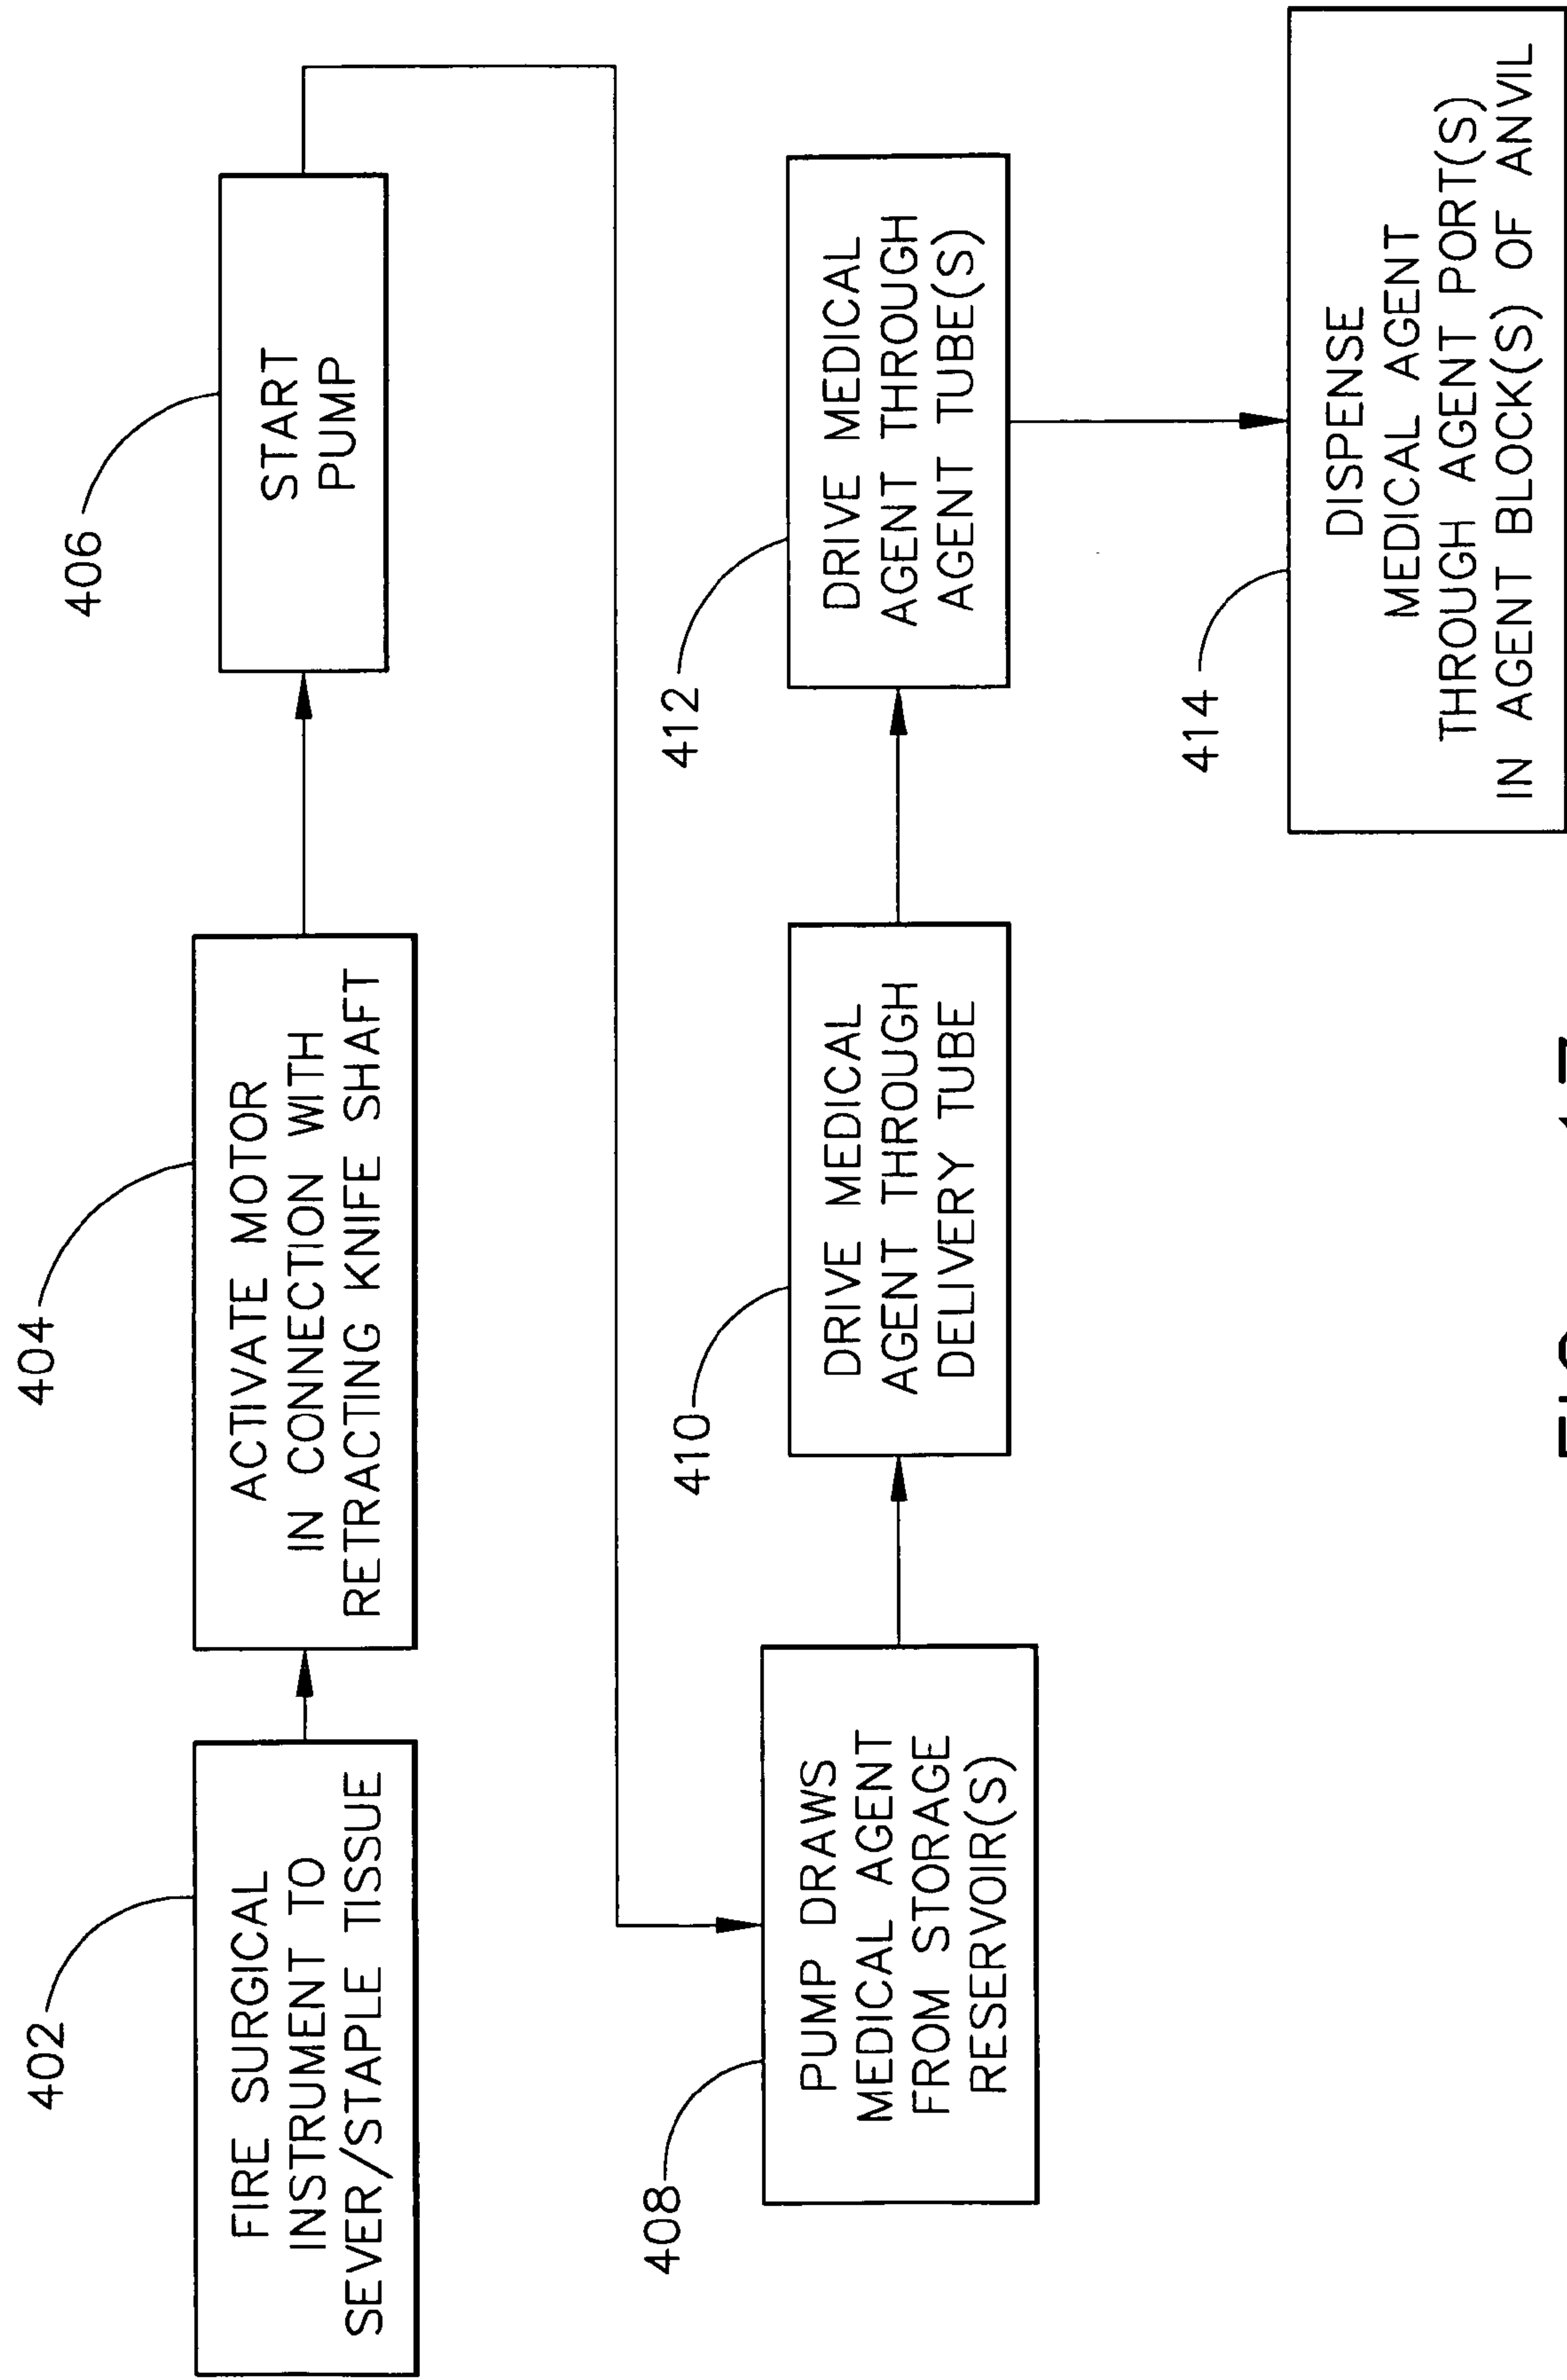 402
FIRE SURGICAL
INSTRUMENT TO
SEVER/STAPLE TISSUE
404
ACTIVATE MOTOR
IN CONNECTION WITH
RETRACTING KNIFE SHAFT
406
START
PUMP
408
PUMP DRAWS
MEDICAL AGENT
FROM STORAGE
RESERVOIR(S)
410
DRIVE MEDICAL
AGENT THROUGH
DELIVERY TUBE
412
DRIVE MEDICAL
AGENT THROUGH
AGENT TUBE(S)
414
DISPENSE
MEDICAL AGENT
THROUGH AGENT PORT(S)
IN AGENT BLOCK(S) OF ANVIL